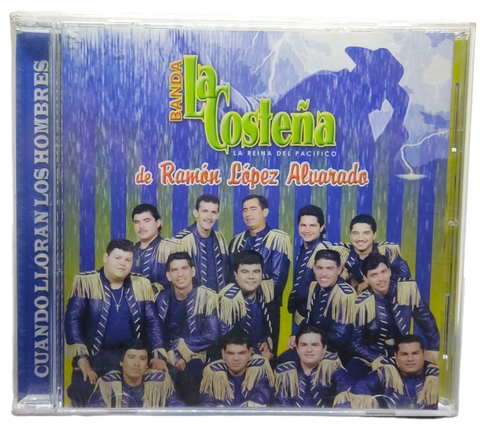 CUANDO LLORAN LOS HOMBRES
BANDA
La
Costeña
LA REINA DEL PACIFICO
de Ramón López Alvarado